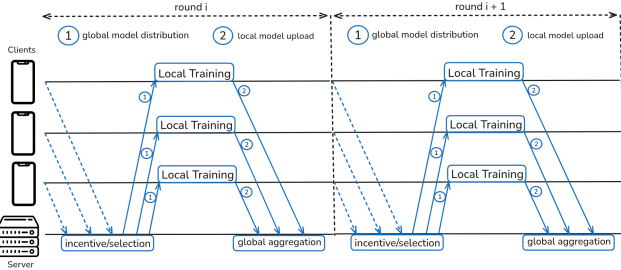 round i
round i + 1
1 global model distribution 2 local model upload
1 global model distribution 2 local model upload
Clients
Local Training
Local Training
1
2
1
2
Local Training
Local Training
1
2
1
2
Local Training
Local Training
1
2
1
2
incentive/selection
global aggregation
incentive/selection
global aggregation
Server